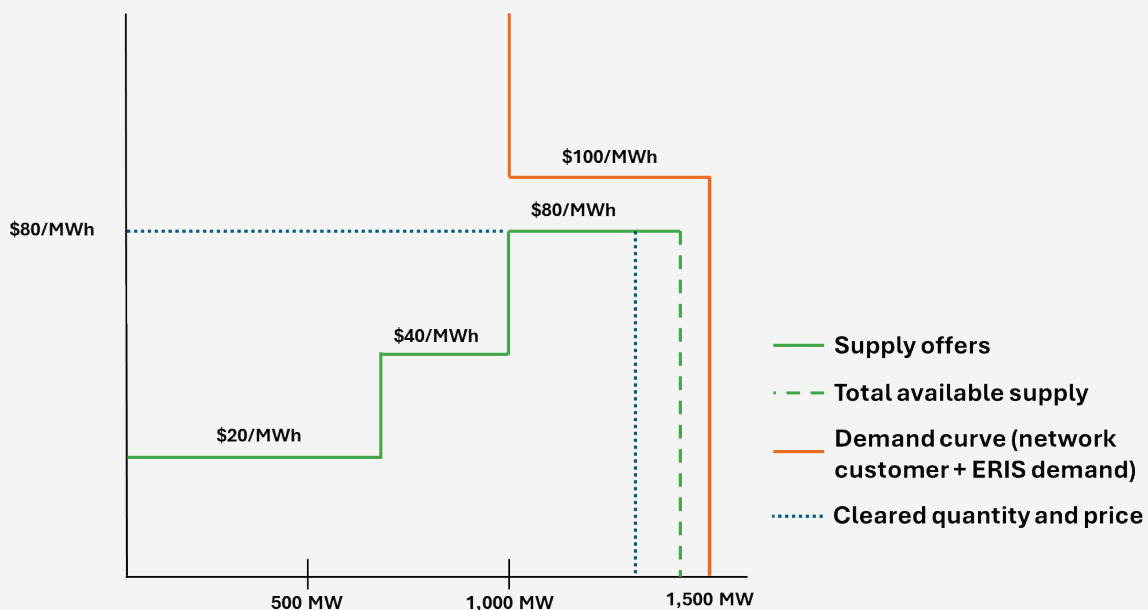 $100/MWh
$80/MWh
$80/MWh
$40/MWh
$20/MWh
500 MW
1,000 MW
1,500 MW
Supply offers
Total available supply
Demand curve (network
customer + ERIS demand)
Cleared quantity and price